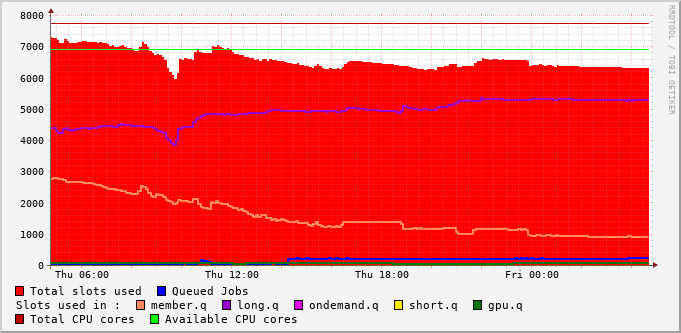 8000
7000
6000
5000
4000
3000
2000
1000
0
Thu 06:00 Thu 12:00 Thu 18:00 Fri 00:00
RRDTOOL / TOBI OETIKER
Total slots used Queued Jobs
Slots used in : member.q long.q ondemand.q short.q gpu.q
Total CPU cores Available CPU cores